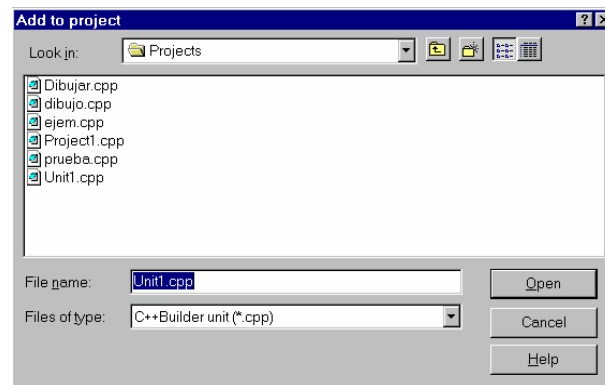 Add to project
Look in: Projects
Dibujar.cpp
dibujo.cpp
ejem.cpp
Project1.cpp
prueba.cpp
Unit1.cpp
File name: Unit1.cpp Open
Files of type: C++Builder unit (*.cpp) Cancel
Help